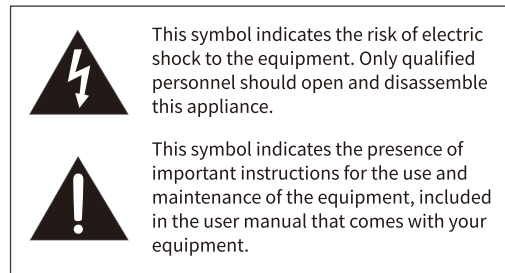 This symbol indicates the risk of electric
shock to the equipment. Only qualified
personnel should open and disassemble
this appliance.
This symbol indicates the presence of
important instructions for the use and
maintenance of the equipment, included
in the user manual that comes with your
equipment.